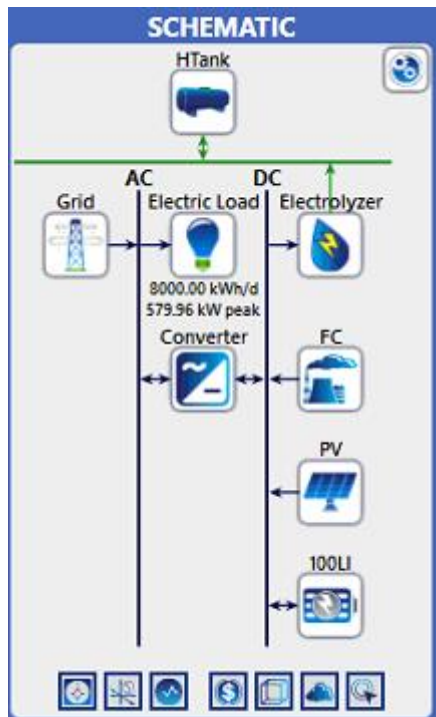 SCHEMATIC
HTank
AC DC
Grid Electric Load Electrolyzer
8000.00 kWh/d
579.96 kW peak
Converter FC
PV
100LI